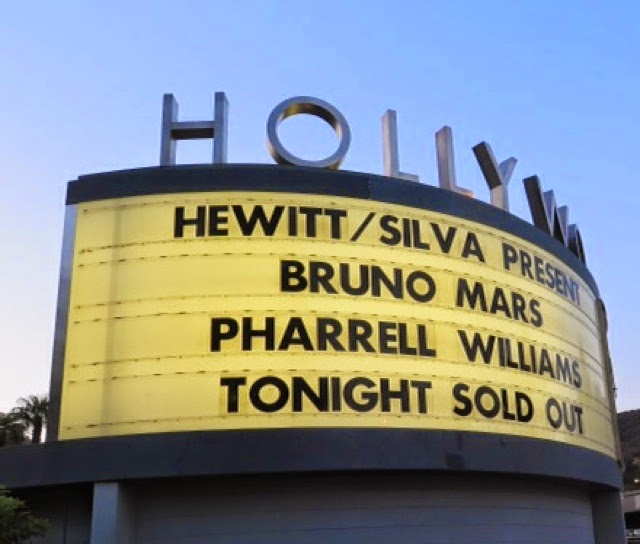 HOLLYW
HEWITT/SILVA PRESENT
BRUNO MARS
PHARRELL WILLIAMS
TONIGHT SOLD OUT